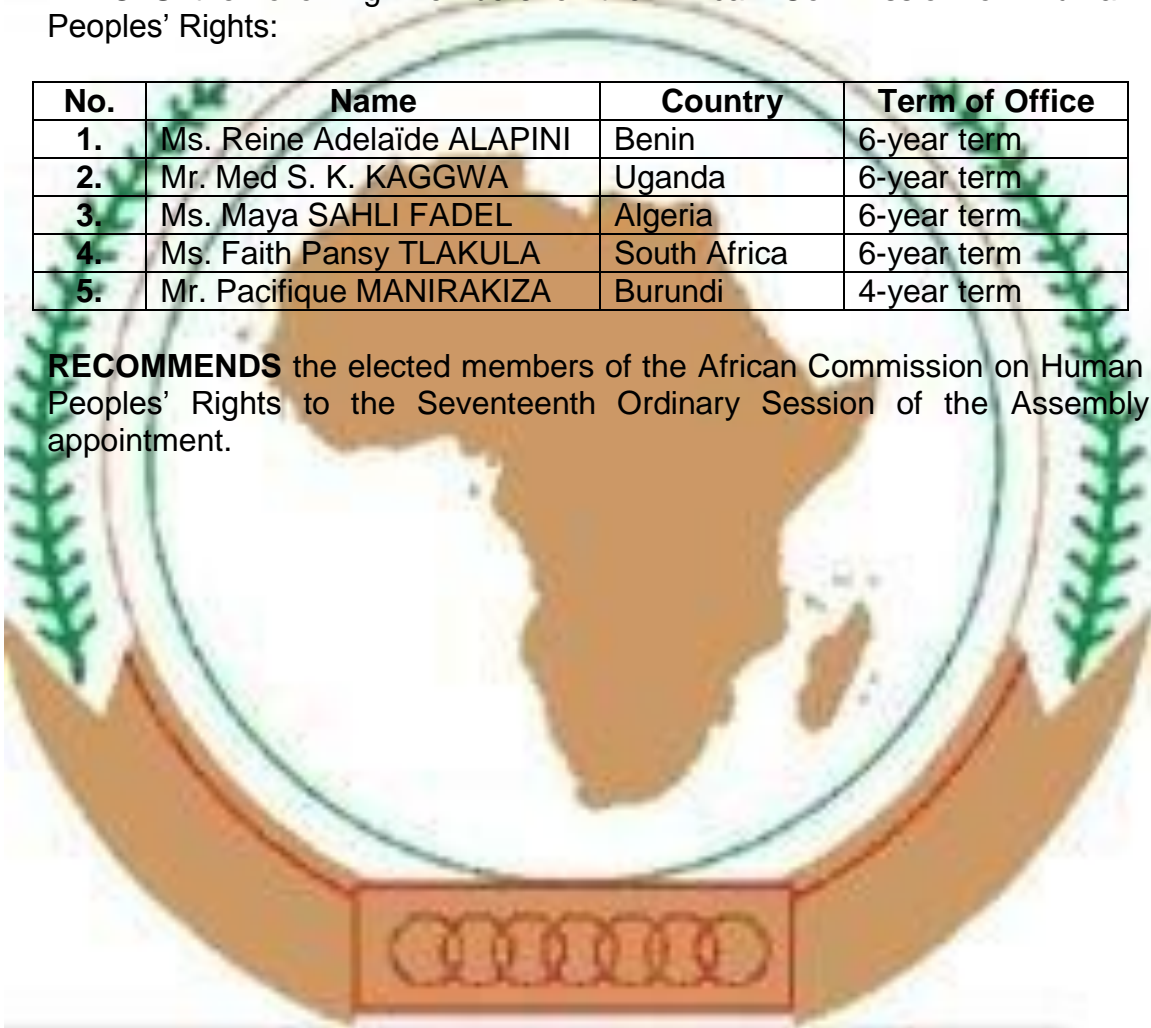 Peoples' Rights:
No. Name Country Term of Office
1. Ms. Reine Adelaïde ALAPINI Benin 6-year term
2. Mr. Med S. K. KAGGWA Uganda 6-year term
3. Ms. Maya SAHLI FADEL Algeria 6-year term
4. Ms. Faith Pansy TLAKULA South Africa 6-year term
5. Mr. Pacifique MANIRAKIZA Burundi 4-year term
RECOMMENDS the elected members of the African Commission on Human
Peoples' Rights to the Seventeenth Ordinary Session of the Assembly
appointment.